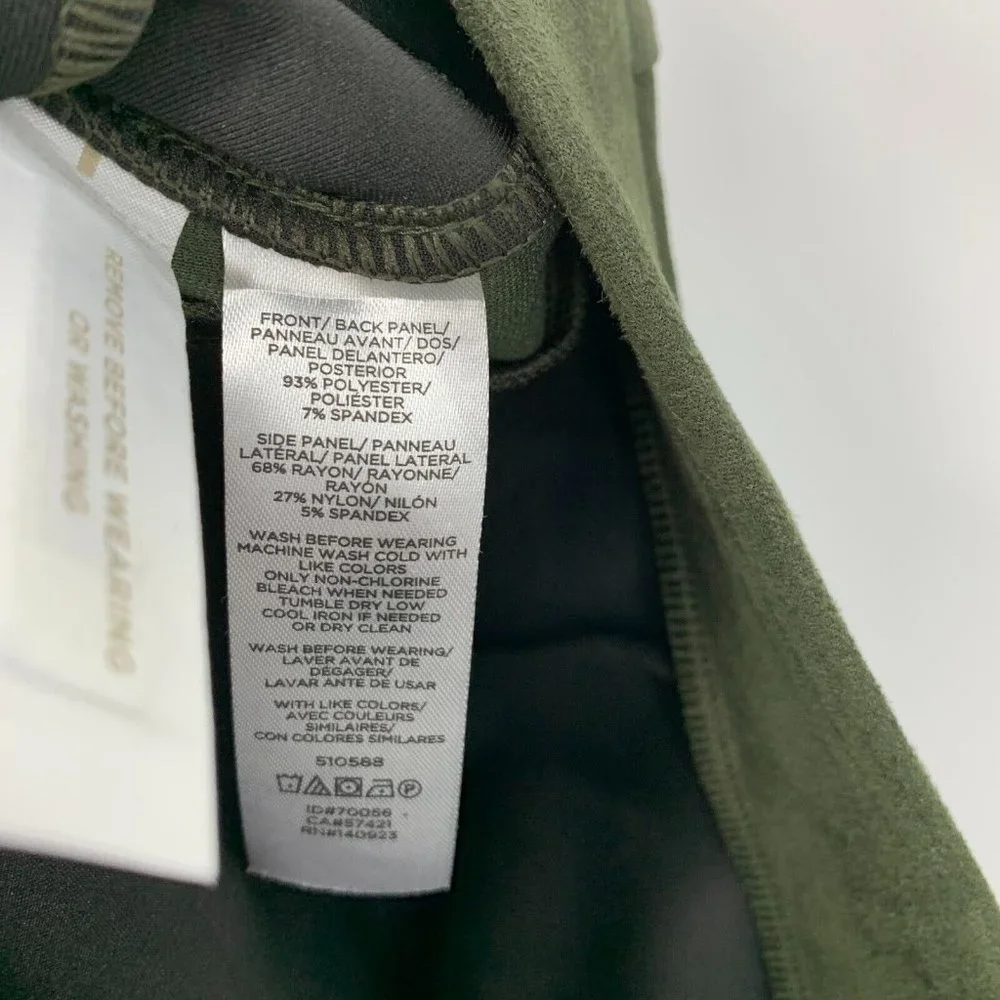 REMOVE BEFORE WEARING
OR WASHING
FRONT/ BACK PANEL/
PANNEAU AVANT/ DOS/
PANEL DELANTERO/
POSTERIOR
93% POLYESTER/
POLIÉSTER
7% SPANDEX
SIDE PANEL/ PANNEAU
LATÉRAL/ PANEL LATERAL
68% RAYON/ RAYONNE/
RAYÓN
27% NYLON/ NILÓN
5% SPANDEX
WASH BEFORE WEARING
MACHINE WASH COLD WITH
LIKE COLORS
ONLY NON-CHLORINE
BLEACH WHEN NEEDED
TUMBLE DRY LOW
COOL IRON IF NEEDED
OR DRY CLEAN
WASH BEFORE WEARING/
LAVER AVANT DE
DÉGAGER/
LAVAR ANTE DE USAR
WITH LIKE COLORS/
AVEC COULEURS
SIMILAIRES/
CON COLORES SIMILARES
510588
ID#70056
CA#57421
RN#140923